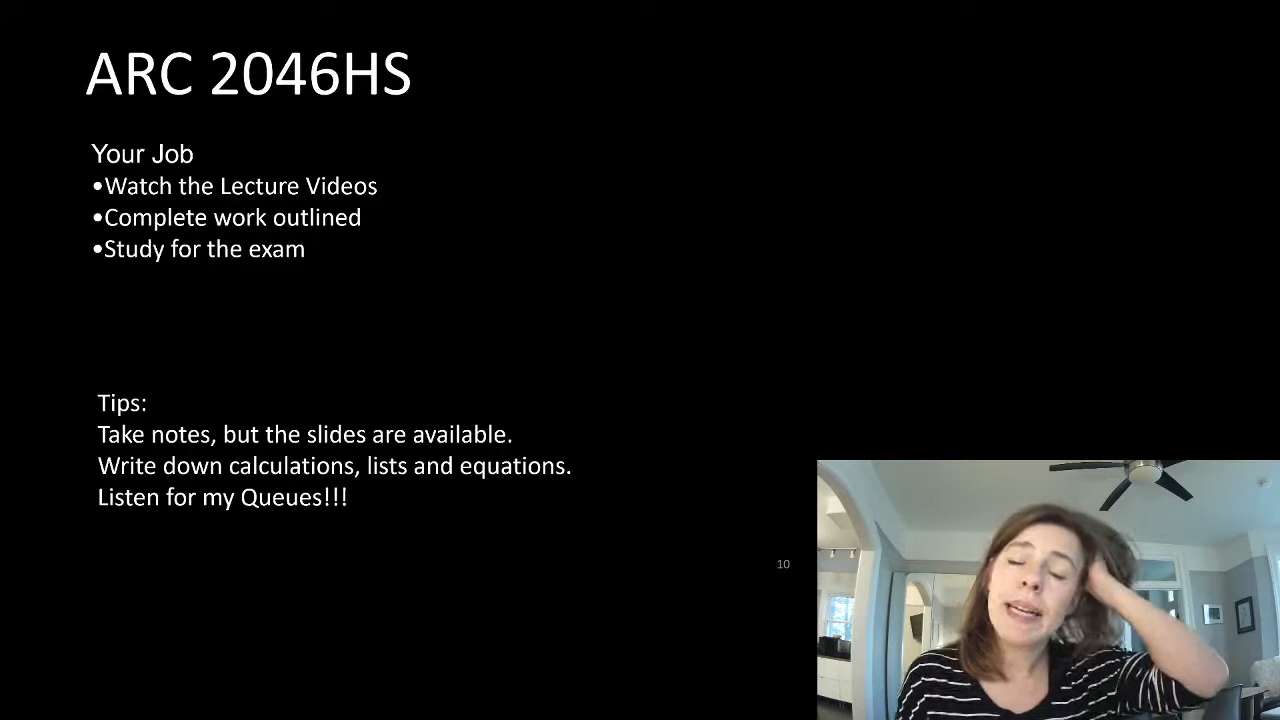 ARC 2046HS
Your Job
•Watch the Lecture Videos
•Complete work outlined
•Study for the exam
Tips:
Take notes, but the slides are available.
Write down calculations, lists and equations.
Listen for my Queues!!!
10